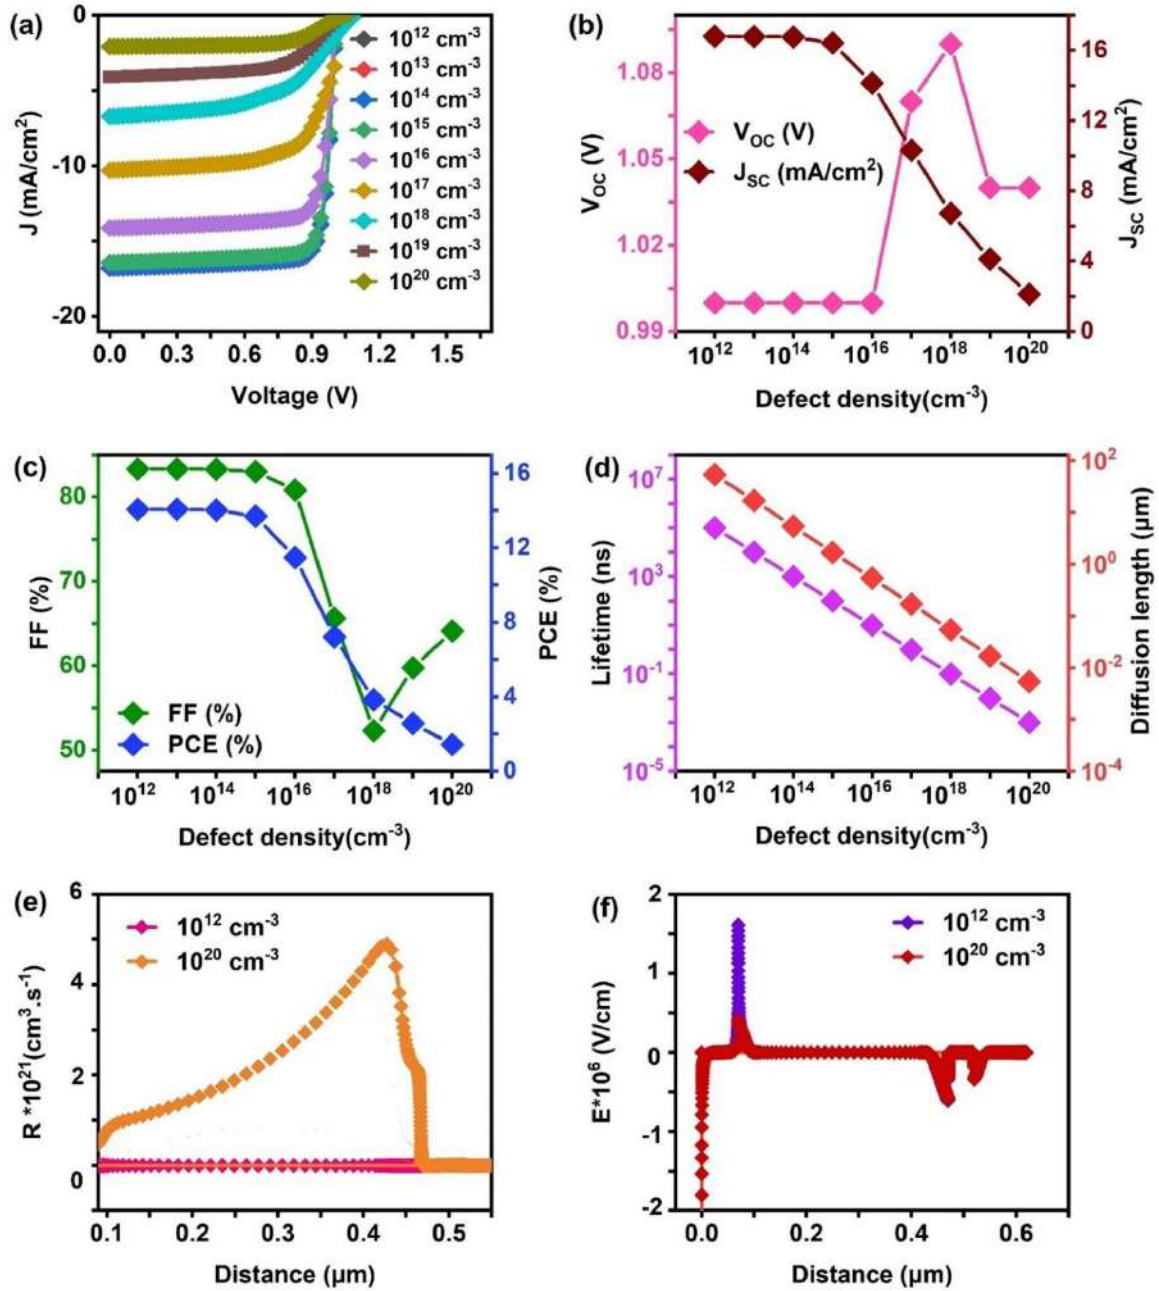 (a)
0
-10
-20
J (mA/cm²)
0.0 0.3 0.6 0.9 1.2 1.5
Voltage (V)
10¹² cm⁻³
10¹³ cm⁻³
10¹⁴ cm⁻³
10¹⁵ cm⁻³
10¹⁶ cm⁻³
10¹⁷ cm⁻³
10¹⁸ cm⁻³
10¹⁹ cm⁻³
10²⁰ cm⁻³
(b)
1.08
1.05
1.02
0.99
V_OC (V)
V_OC (V)
J_SC (mA/cm²)
16
12
8
4
0
J_SC (mA/cm²)
10¹² 10¹⁴ 10¹⁶ 10¹⁸ 10²⁰
Defect density(cm⁻³)
(c)
80
70
60
50
FF (%)
FF (%)
PCE (%)
16
12
8
4
0
PCE (%)
10¹² 10¹⁴ 10¹⁶ 10¹⁸ 10²⁰
Defect density(cm⁻³)
(d)
10⁷
10³
10⁻¹
10⁻⁵
Lifetime (ns)
10²
10⁰
10⁻²
10⁻⁴
Diffusion length (μm)
10¹² 10¹⁴ 10¹⁶ 10¹⁸ 10²⁰
Defect density(cm⁻³)
(e)
6
4
2
0
R *10²¹(cm³.s⁻¹)
10¹² cm⁻³
10²⁰ cm⁻³
0.1 0.2 0.3 0.4 0.5
Distance (μm)
(f)
2
1
0
-1
-2
E*10⁶ (V/cm)
10¹² cm⁻³
10²⁰ cm⁻³
0.0 0.2 0.4 0.6
Distance (μm)